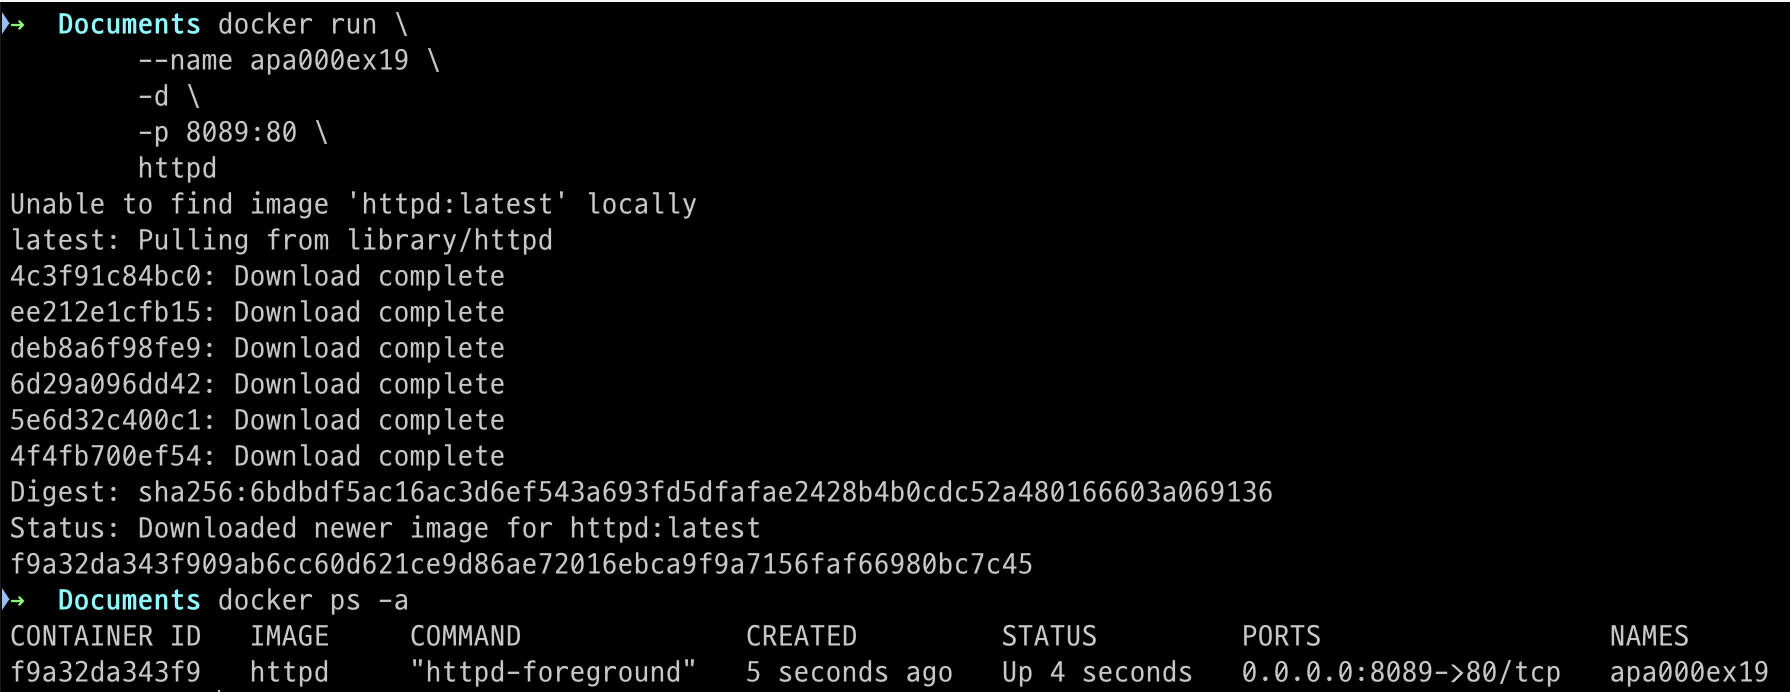 → Documents docker run \
--name apa000ex19 \
-d \
-p 8089:80 \
httpd
Unable to find image 'httpd:latest' locally
latest: Pulling from library/httpd
4c3f91c84bc0: Download complete
ee212e1cfb15: Download complete
deb8a6f98fe9: Download complete
6d29a096dd42: Download complete
5e6d32c400c1: Download complete
4f4fb700ef54: Download complete
Digest: sha256:6bdbdf5ac16ac3d6ef543a693fd5dfafae2428b4b0cdc52a480166603a069136
Status: Downloaded newer image for httpd:latest
f9a32da343f909ab6cc60d621ce9d86ae72016ebca9f9a7156faf66980bc7c45
→ Documents docker ps -a
CONTAINER ID IMAGE COMMAND CREATED STATUS PORTS NAMES
f9a32da343f9 httpd "httpd-foreground" 5 seconds ago Up 4 seconds 0.0.0.0:8089->80/tcp apa000ex19